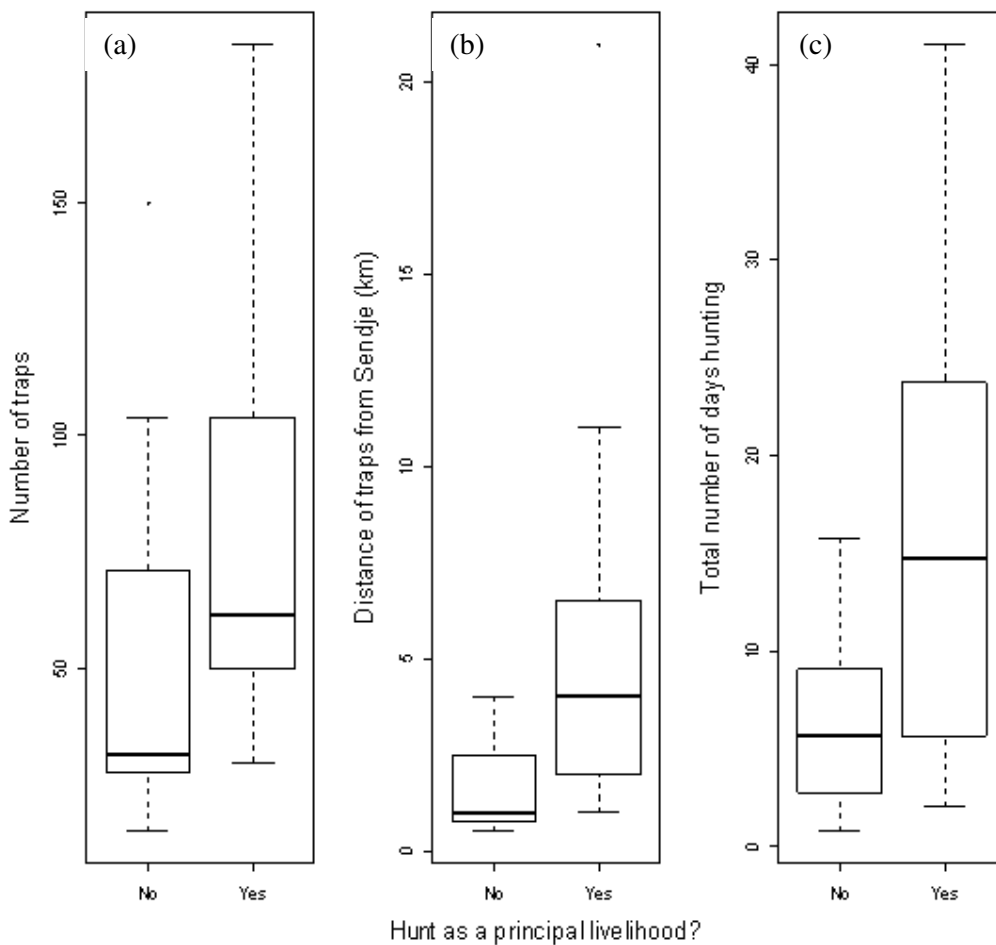 (a)
Number of traps
150
100
50
No
Yes
(b)
Distance of traps from Sendje (km)
20
15
10
5
0
No
Yes
(c)
Total number of days hunting
40
30
20
10
0
No
Yes
Hunt as a principal livelihood?